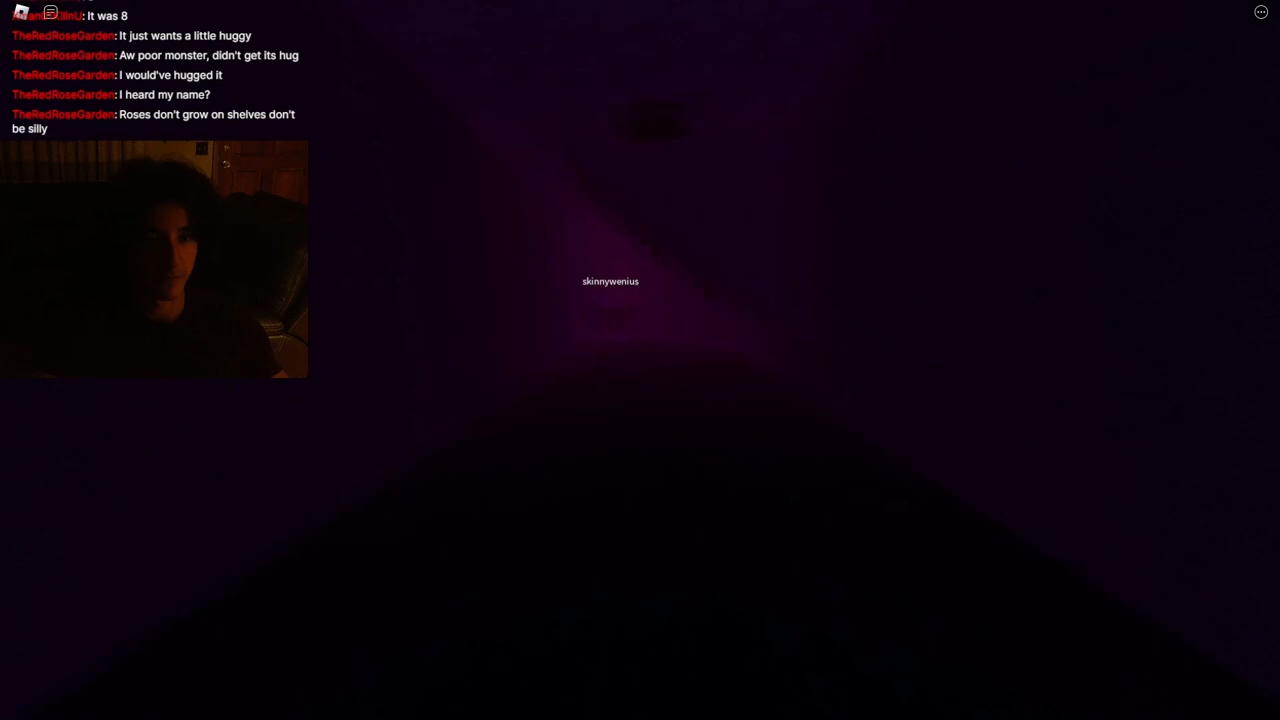 : It was 8
TheRedRoseGarden: It just wants a little huggy
TheRedRoseGarden: Aw poor monster, didn't get its hug
TheRedRoseGarden: I would've hugged it
TheRedRoseGarden: I heard my name?
TheRedRoseGarden: Roses don't grow on shelves don't
be silly
skinnywenius